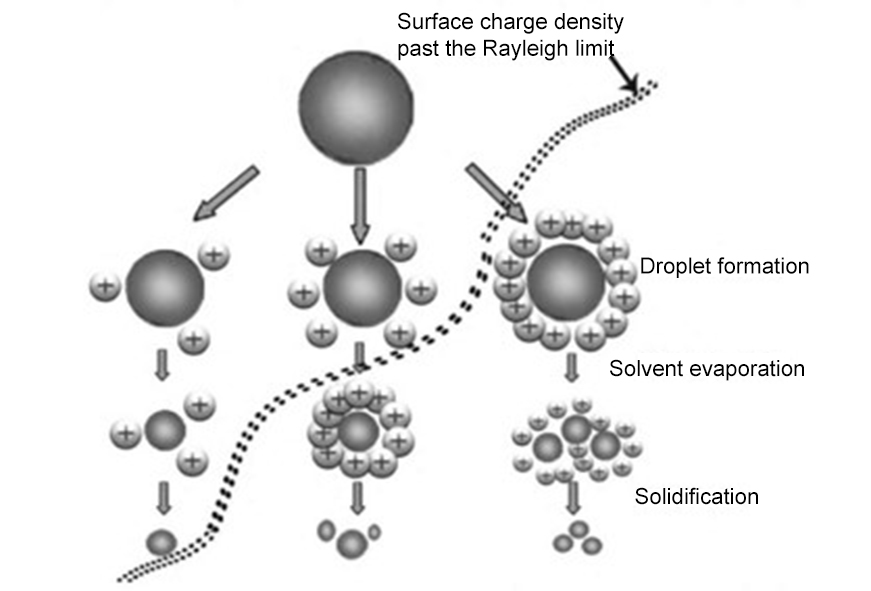 Surface charge density
past the Rayleigh limit
Droplet formation
Solvent evaporation
Solidification